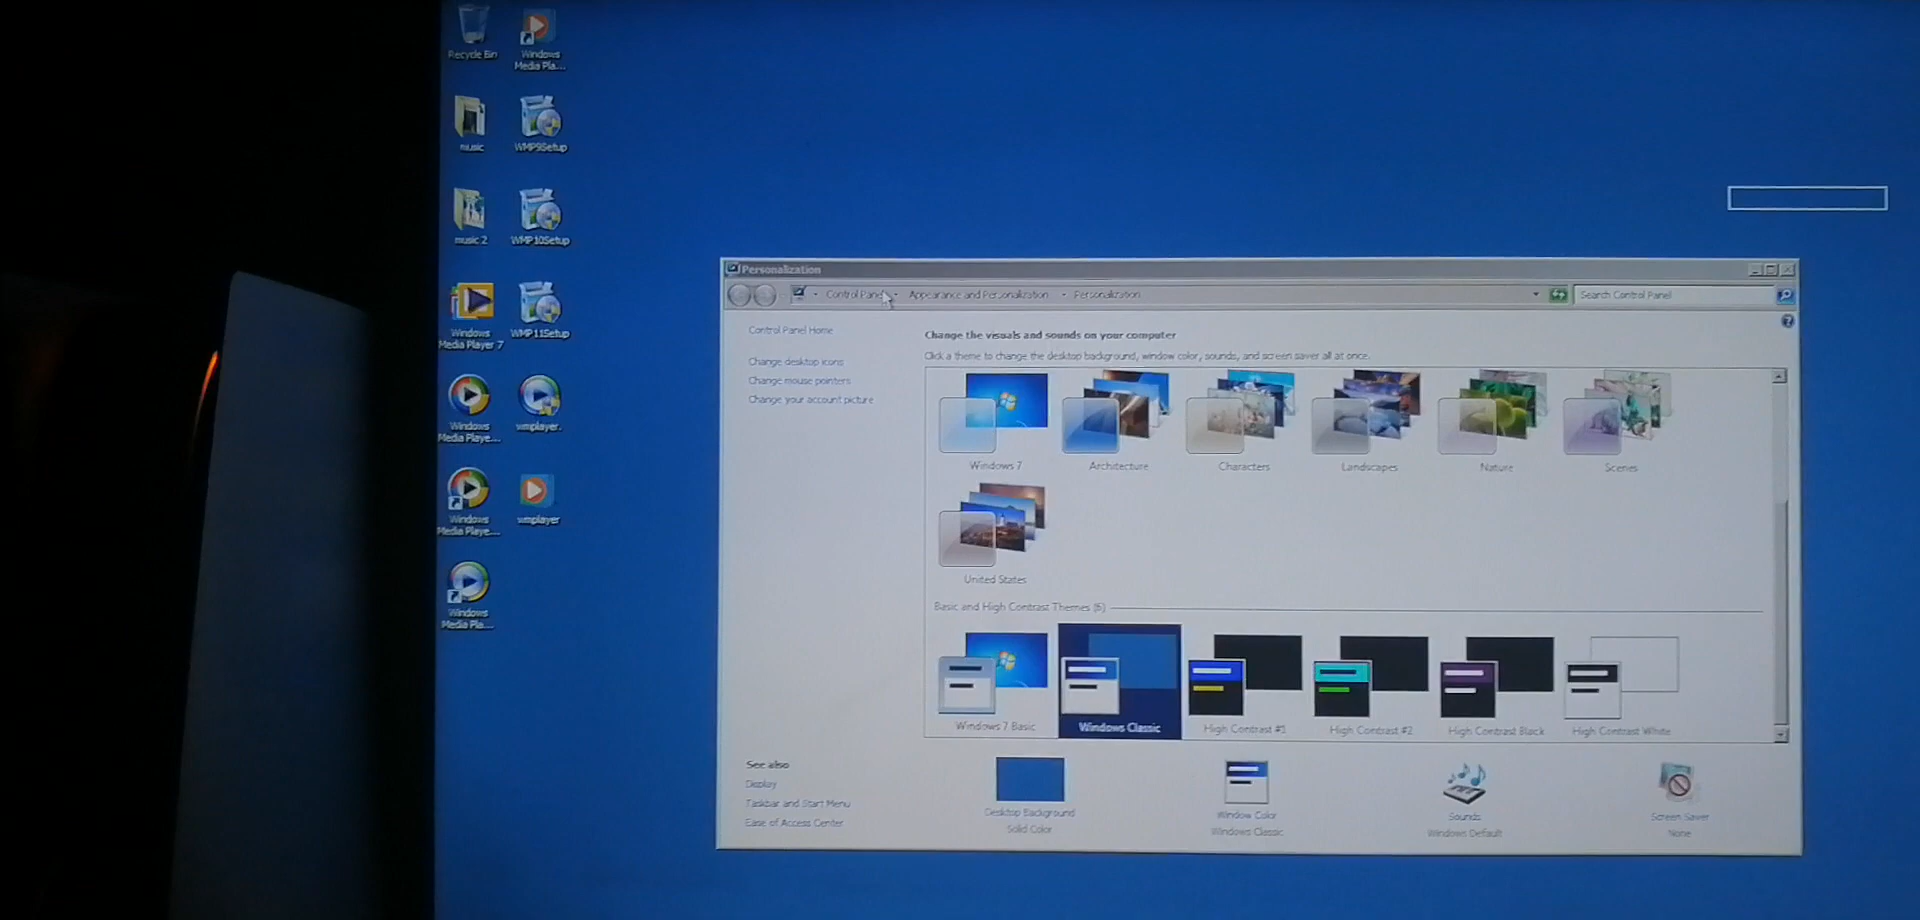 Recycle Bin
Windows
Media Pla...
music
WMP9Setup
music 2
WMP10Setup
Windows
Media Player 7
WMP11Setup
Windows
Media Playe...
wmplayer.
Windows
Media Playe...
wmplayer
Windows
Media Pla...
Personalization
Control Panel
Appearance and Personalization
Personalization
Search Control Panel
Control Panel Home
Change desktop icons
Change mouse pointers
Change your account picture
Change the visuals and sounds on your computer
Click a theme to change the desktop background, window color, sounds, and screen saver all at once.
Windows 7
Architecture
Characters
Landscapes
Nature
Scenes
United States
Basic and High Contrast Themes (6)
Windows 7 Basic
Windows Classic
High Contrast #1
High Contrast #2
High Contrast Black
High Contrast White
See also
Display
Taskbar and Start Menu
Ease of Access Center
Desktop Background
Solid Color
Window Color
Windows Classic
Sounds
Windows Default
Screen Saver
None